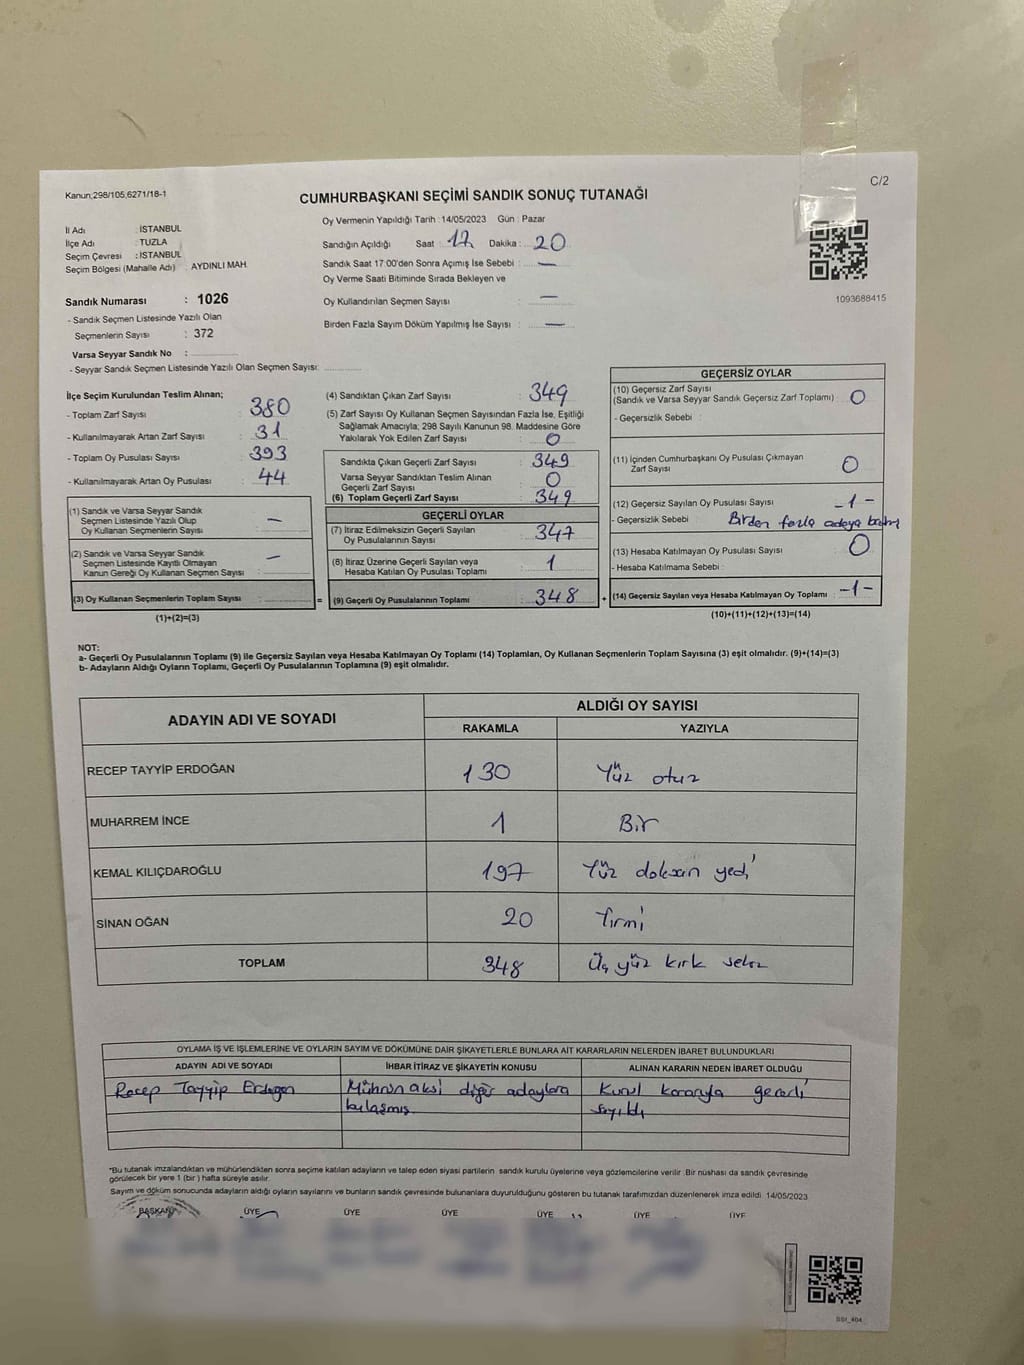 Kanun;298/105,6271/18-1
C/2
CUMHURBAŞKANI SEÇİMİ SANDIK SONUÇ TUTANAĞI
Oy Vermenin Yapıldığı Tarih : 14/05/2023 Gün : Pazar
İl Adı : İSTANBUL
İlçe Adı : TUZLA
Seçim Çevresi : İSTANBUL
Seçim Bölgesi (Mahalle Adı) : AYDINLI MAH.
Sandığın Açıldığı Saat : 17 Dakika : 20
Sandık Saat 17:00'den Sonra Açımış İse Sebebi : —
Oy Verme Saati Bitiminde Sırada Bekleyen ve
Oy Kullandırılan Seçmen Sayısı : —
Birden Fazla Sayım Döküm Yapılmış İse Sayısı : —
1093688415
Sandık Numarası : 1026
- Sandık Seçmen Listesinde Yazılı Olan
Seçmenlerin Sayısı : 372
Varsa Seyyar Sandık No :
- Seyyar Sandık Seçmen Listesinde Yazılı Olan Seçmen Sayısı:
İlçe Seçim Kurulundan Teslim Alınan;
- Toplam Zarf Sayısı : 380
- Kullanılmayarak Artan Zarf Sayısı : 31
- Toplam Oy Pusulası Sayısı : 393
- Kullanılmayarak Artan Oy Pusulası : 44
(1) Sandık ve Varsa Seyyar Sandık
Seçmen Listesinde Yazılı Olup
Oy Kullanan Seçmenlerin Sayısı : —
(2) Sandık ve Varsa Seyyar Sandık
Seçmen Listesinde Kayıtlı Olmayan
Kanun Gereği Oy Kullanan Seçmen Sayısı : —
(3) Oy Kullanan Seçmenlerin Toplam Sayısı : =
(1)+(2)=(3)
(4) Sandıktan Çıkan Zarf Sayısı : 349
(5) Zarf Sayısı Oy Kullanan Seçmen Sayısından Fazla İse, Eşitliği
Sağlamak Amacıyla; 298 Sayılı Kanunun 98. Maddesine Göre
Yakılarak Yok Edilen Zarf Sayısı : 0
Sandıkta Çıkan Geçerli Zarf Sayısı : 349
Varsa Seyyar Sandıktan Teslim Alınan
Geçerli Zarf Sayısı : 0
(6) Toplam Geçerli Zarf Sayısı : 349
GEÇERLİ OYLAR
(7) İtiraz Edilmeksizin Geçerli Sayılan
Oy Pusulalarının Sayısı : 347
(8) İtiraz Üzerine Geçerli Sayılan veya
Hesaba Katılan Oy Pusulası Toplamı : 1
(9) Geçerli Oy Pusulalarının Toplamı : 348 +
GEÇERSİZ OYLAR
(10) Geçersiz Zarf Sayısı
(Sandık ve Varsa Seyyar Sandık Geçersiz Zarf Toplamı) : 0
- Geçersizlik Sebebi :
(11) İçinden Cumhurbaşkanı Oy Pusulası Çıkmayan
Zarf Sayısı : 0
(12) Geçersiz Sayılan Oy Pusulası Sayısı : -1-
- Geçersizlik Sebebi : Birden fazla adaya
(13) Hesaba Katılmayan Oy Pusulası Sayısı : 0
- Hesaba Katılmama Sebebi :
(14) Geçersiz Sayılan veya Hesaba Katılmayan Oy Toplamı : -1-
(10)+(11)+(12)+(13)=(14)
NOT:
a- Geçerli Oy Pusulalarının Toplamı (9) ile Geçersiz Sayılan veya Hesaba Katılmayan Oy Toplamı (14) Toplamları, Oy Kullanan Seçmenlerin Toplam Sayısına (3) eşit olmalıdır. (9)+(14)=(3)
b- Adayların Aldığı Oyların Toplamı, Geçerli Oy Pusulalarının Toplamına (9) eşit olmalıdır.
ADAYIN ADI VE SOYADI
ALDIĞI OY SAYISI
RAKAMLA YAZIYLA
RECEP TAYYİP ERDOĞAN 130 Yüz otuz
MUHARREM İNCE 1 Bir
KEMAL KILIÇDAROĞLU 197 Yüz doksan yedi
SİNAN OĞAN 20 Yirmi
TOPLAM 348 Üç yüz kırk sekiz
OYLAMA İŞ VE İŞLEMLERİNE VE OYLARIN SAYIM VE DÖKÜMÜNE DAİR ŞİKAYETLERLE BUNLARA AİT KARARLARIN NELERDEN İBARET BULUNDUKLARI
ADAYIN ADI VE SOYADI İHBAR İTİRAZ VE ŞİKAYETİN KONUSU ALINAN KARARIN NEDEN İBARET OLDUĞU
Recep Tayyip Erdogan Mührün aksi diğer adaylara Kurul kararıyla geçerli
bulaşmış. sayıldı
*Bu tutanak imzalandıktan ve mühürlendikten sonra seçime katılan adayların ve talep eden siyasi partilerin sandık kurulu üyelerine veya gözlemcilerine verilir. Bir nüshası da sandık çevresinde
görülecek bir yere 1 (bir) hafta süreyle asılır.
Sayım ve döküm sonucunda adayların aldığı oyların sayılarını ve bunların sandık çevresinde bulunanlara duyurulduğunu gösteren bu tutanak tarafımızdan düzenlenerek imza edildi. 14/05/2023
BAŞKAN ÜYE ÜYE ÜYE ÜYE ÜYE ÜYE